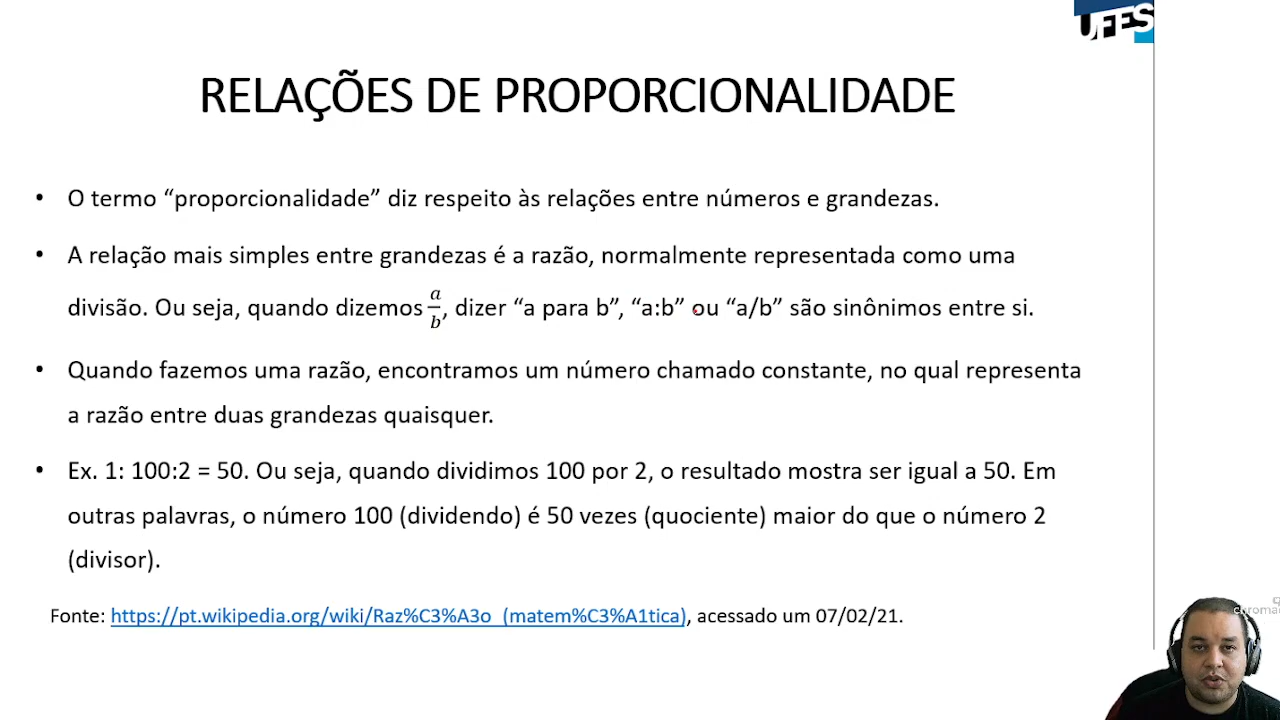 UFES
RELAÇÕES DE PROPORCIONALIDADE
• O termo “proporcionalidade” diz respeito às relações entre números e grandezas.
• A relação mais simples entre grandezas é a razão, normalmente representada como uma
divisão. Ou seja, quando dizemos a/b, dizer “a para b”, “a:b” ou “a/b” são sinônimos entre si.
• Quando fazemos uma razão, encontramos um número chamado constante, no qual representa
a razão entre duas grandezas quaisquer.
• Ex. 1: 100:2 = 50. Ou seja, quando dividimos 100 por 2, o resultado mostra ser igual a 50. Em
outras palavras, o número 100 (dividendo) é 50 vezes (quociente) maior do que o número 2
(divisor).
Fonte: https://pt.wikipedia.org/wiki/Raz%C3%A3o_(matem%C3%A1tica), acessado um 07/02/21.